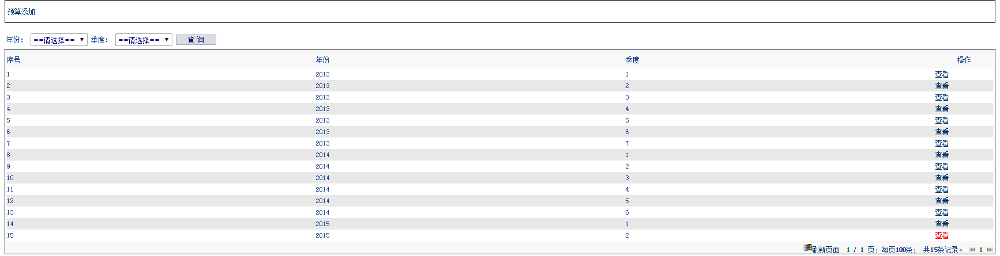 预算添加
年份: ==请选择== 季度: ==请选择== 查 询
序号 年份 季度 操作
1 2013 1 查看
2 2013 2 查看
3 2013 3 查看
4 2013 4 查看
5 2013 5 查看
6 2013 6 查看
7 2013 7 查看
8 2014 1 查看
9 2014 2 查看
10 2014 3 查看
11 2014 4 查看
12 2014 5 查看
13 2014 6 查看
14 2015 1 查看
15 2015 2 查看
刷新页面 1 / 1 页; 每页100条; 共15条记录。 1